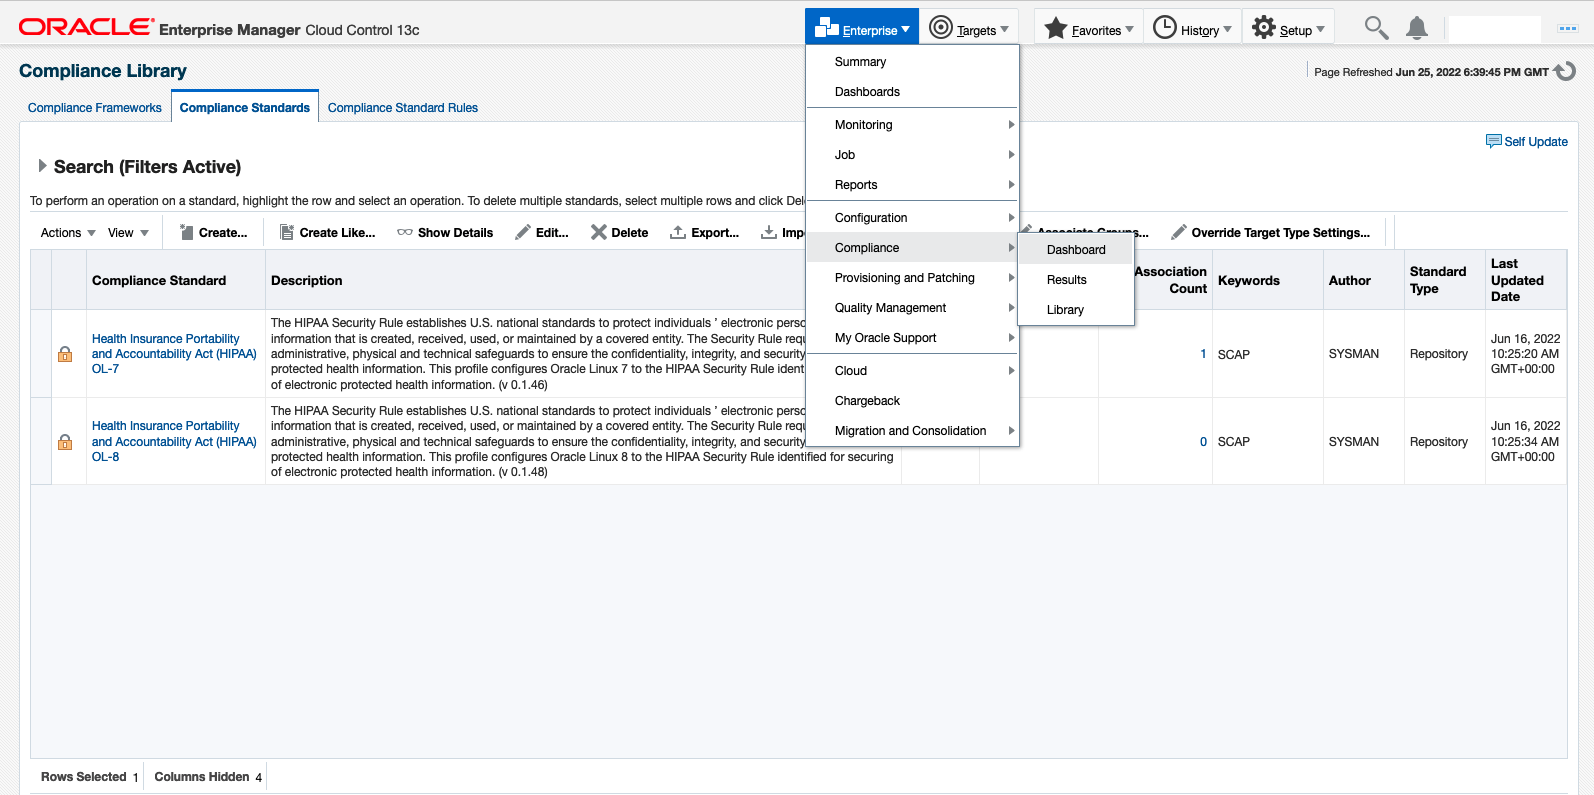 ORACLE® Enterprise Manager Cloud Control 13c
Enterprise
Targets
Favorites
History
Setup
Compliance Library
Page Refreshed Jun 25, 2022 6:39:45 PM GMT
Compliance Frameworks
Compliance Standards
Compliance Standard Rules
Self Update
Search (Filters Active)
To perform an operation on a standard, highlight the row and select an operation. To delete multiple standards, select multiple rows and click Del
Actions
View
Create...
Create Like...
Show Details
Edit...
Delete
Export...
Imp
Associate Groups...
Override Target Type Settings...
Summary
Dashboards
Monitoring
Job
Reports
Configuration
Compliance
Provisioning and Patching
Quality Management
My Oracle Support
Cloud
Chargeback
Migration and Consolidation
Dashboard
Results
Library
Compliance Standard
Description
Association
Count
Keywords
Author
Standard
Type
Last
Updated
Date
Health Insurance Portability
and Accountability Act (HIPAA)
OL-7
The HIPAA Security Rule establishes U.S. national standards to protect individuals ’ electronic perso
information that is created, received, used, or maintained by a covered entity. The Security Rule requ
administrative, physical and technical safeguards to ensure the confidentiality, integrity, and security
protected health information. This profile configures Oracle Linux 7 to the HIPAA Security Rule identi
of electronic protected health information. (v 0.1.46)
1
SCAP
SYSMAN
Repository
Jun 16, 2022
10:25:20 AM
GMT+00:00
Health Insurance Portability
and Accountability Act (HIPAA)
OL-8
The HIPAA Security Rule establishes U.S. national standards to protect individuals ’ electronic perso
information that is created, received, used, or maintained by a covered entity. The Security Rule requ
administrative, physical and technical safeguards to ensure the confidentiality, integrity, and security
protected health information. This profile configures Oracle Linux 8 to the HIPAA Security Rule identified for securing
of electronic protected health information. (v 0.1.48)
0
SCAP
SYSMAN
Repository
Jun 16, 2022
10:25:34 AM
GMT+00:00
Rows Selected 1
Columns Hidden 4